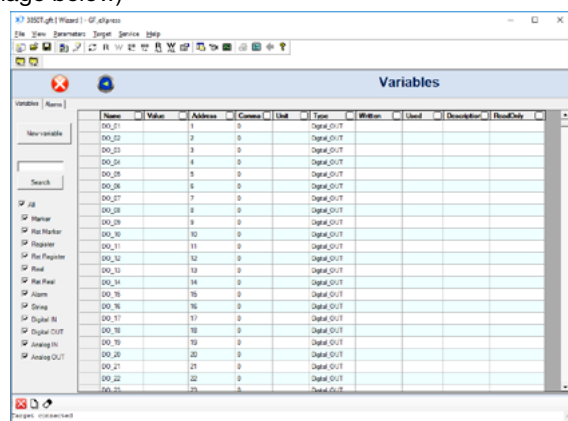 age below)
3850T.gft [ Wizard ] - GF_eXpress
File View Parameters Target Service Help
R W
Variables
Variables Alarms
Name Value Address Comma Unit Type Written Used Description ReadOnly
New variable
Search
All
Marker
Ret Marker
Register
Ret Register
Real
Ret Real
Alarm
String
Digital IN
Digital OUT
Analog IN
Analog OUT
DO_01 1 0 Digital_OUT
DO_02 2 0 Digital_OUT
DO_03 3 0 Digital_OUT
DO_04 4 0 Digital_OUT
DO_05 5 0 Digital_OUT
DO_06 6 0 Digital_OUT
DO_07 7 0 Digital_OUT
DO_08 8 0 Digital_OUT
DO_09 9 0 Digital_OUT
DO_10 10 0 Digital_OUT
DO_11 11 0 Digital_OUT
DO_12 12 0 Digital_OUT
DO_13 13 0 Digital_OUT
DO_14 14 0 Digital_OUT
DO_15 15 0 Digital_OUT
DO_16 16 0 Digital_OUT
DO_17 17 0 Digital_OUT
DO_18 18 0 Digital_OUT
DO_19 19 0 Digital_OUT
DO_20 20 0 Digital_OUT
DO_21 21 0 Digital_OUT
DO_22 22 0 Digital_OUT
DO_23 23 0 Digital_OUT
Target connected